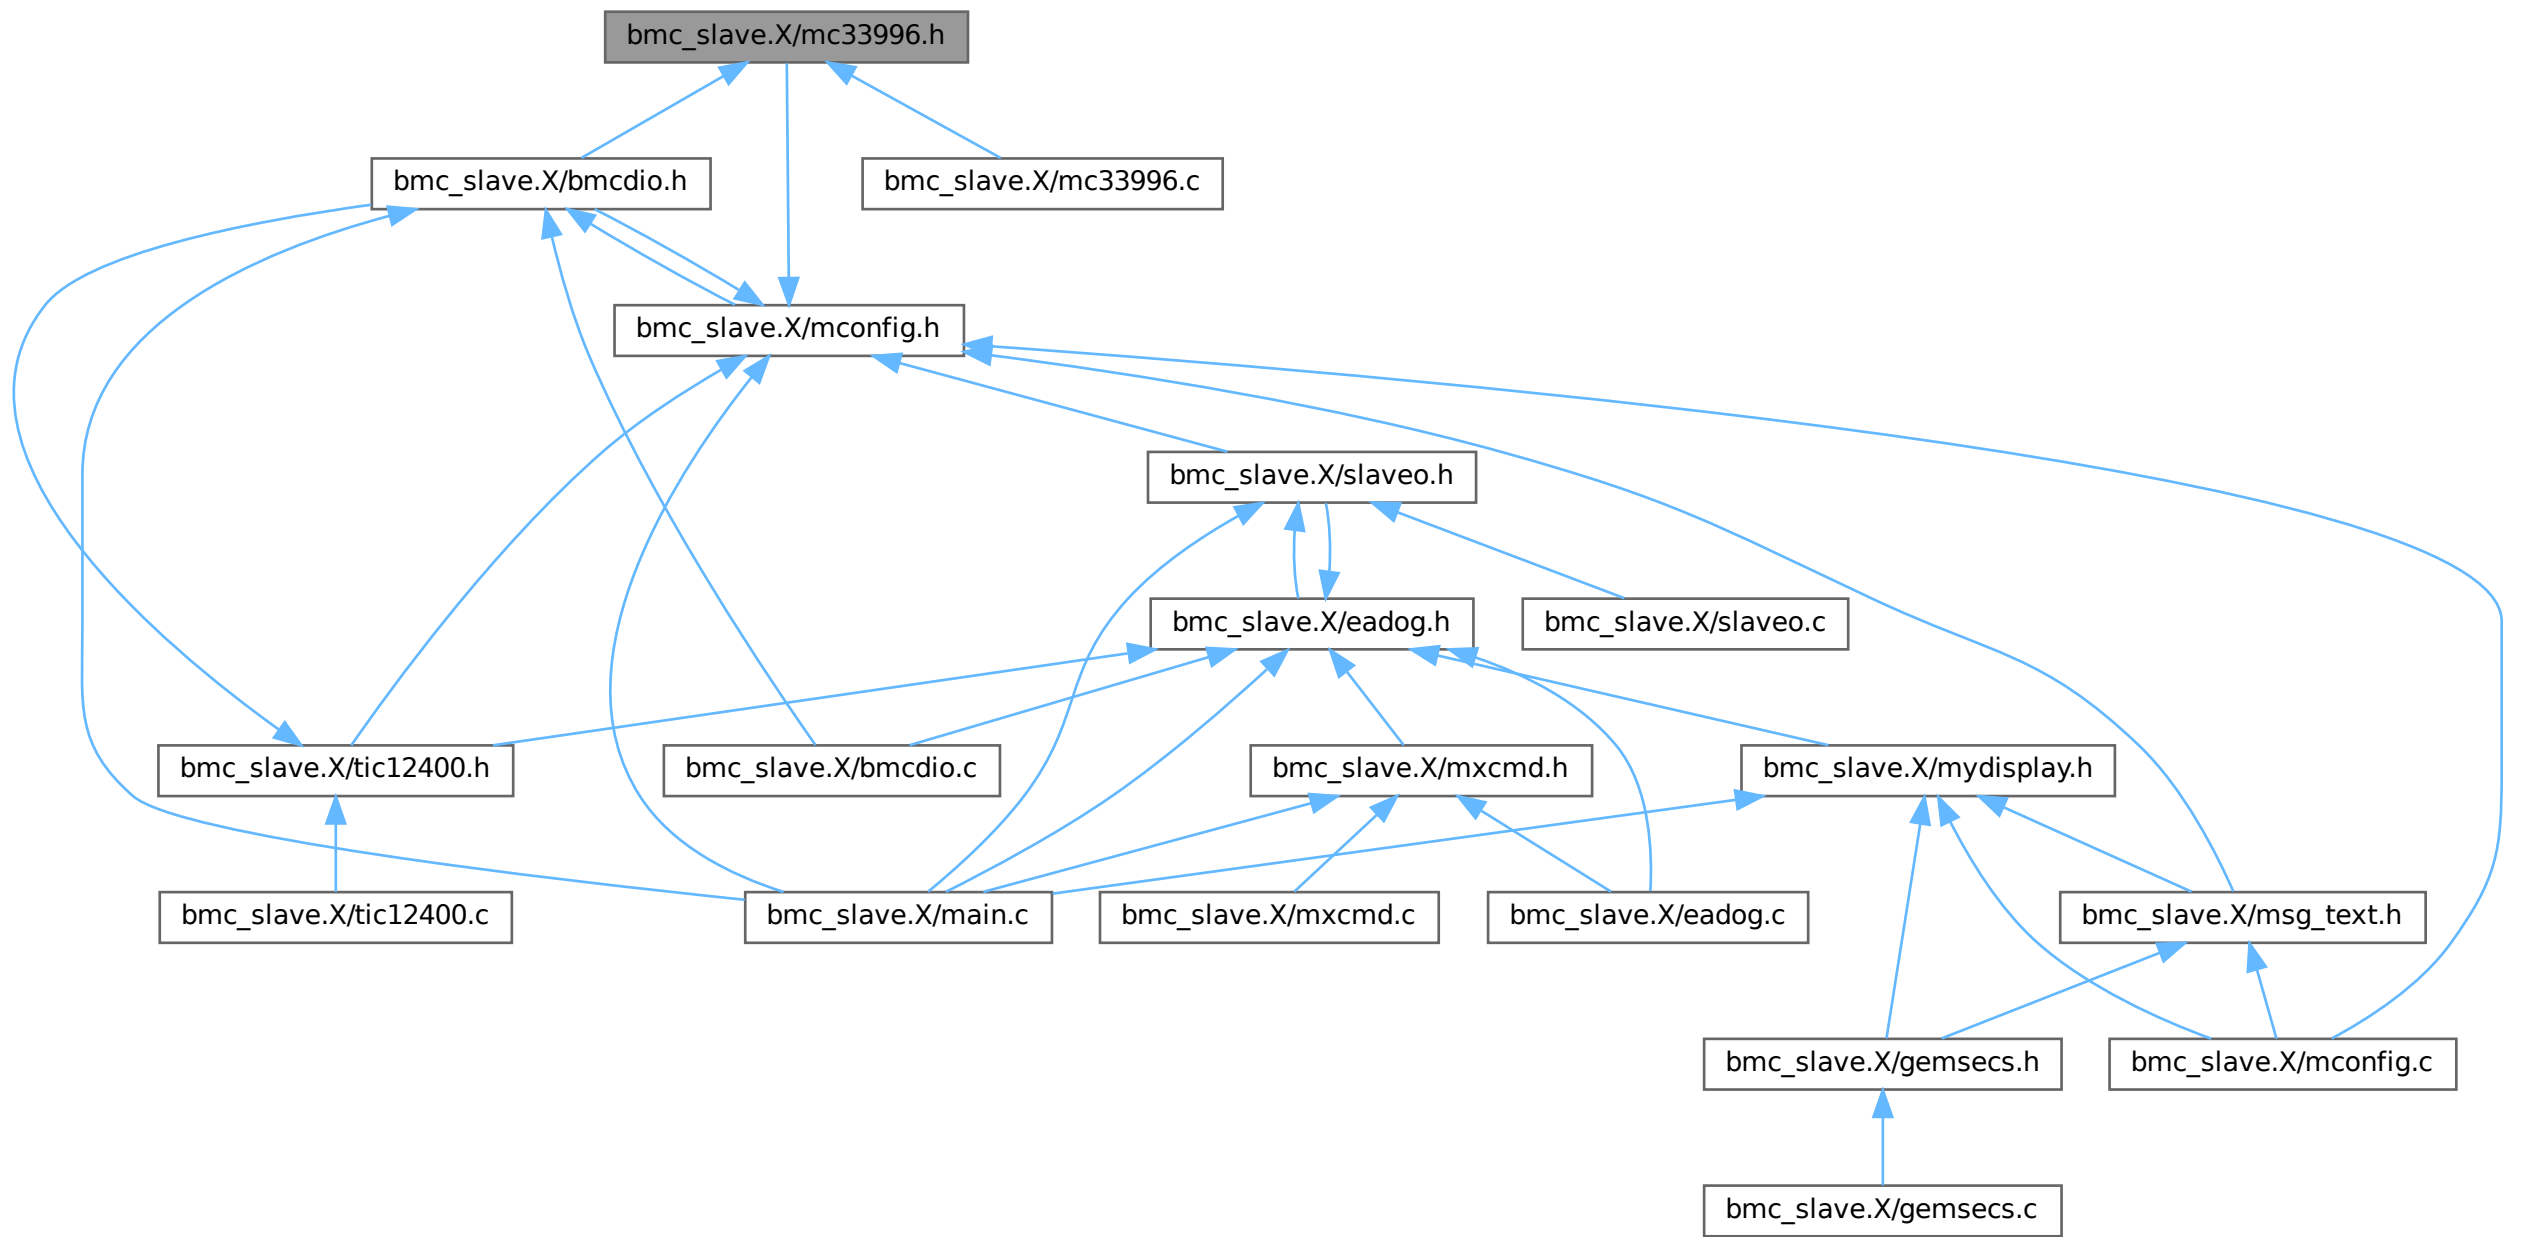 bmc_slave.X/mc33996.h
bmc_slave.X/bmcdio.h
bmc_slave.X/mc33996.c
bmc_slave.X/mconfig.h
bmc_slave.X/slaveo.h
bmc_slave.X/eadog.h
bmc_slave.X/slaveo.c
bmc_slave.X/tic12400.h
bmc_slave.X/bmcdio.c
bmc_slave.X/mxcmd.h
bmc_slave.X/mydisplay.h
bmc_slave.X/tic12400.c
bmc_slave.X/main.c
bmc_slave.X/mxcmd.c
bmc_slave.X/eadog.c
bmc_slave.X/msg_text.h
bmc_slave.X/gemsecs.h
bmc_slave.X/mconfig.c
bmc_slave.X/gemsecs.c